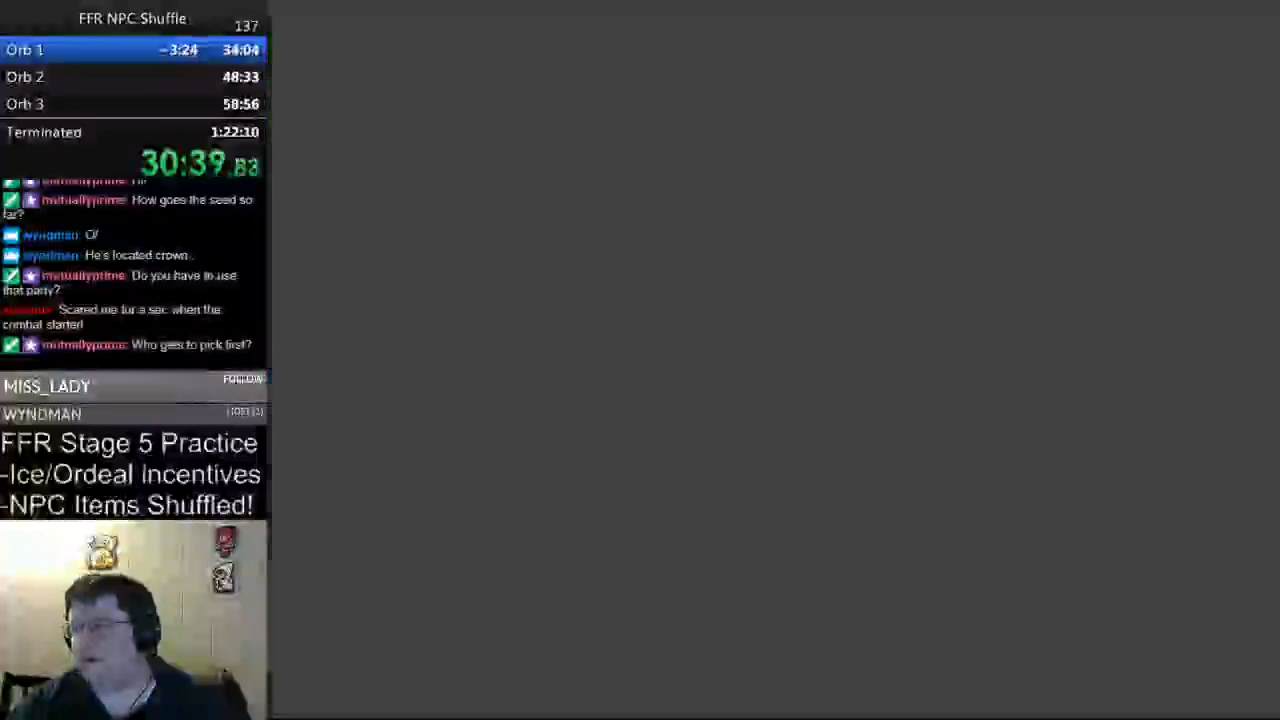 FFR NPC Shuffle
137
Orb 1 -3:24 34:04
Orb 2 48:33
Orb 3 58:56
Terminated 1:22:10
30:39.83
mutuallyprime: How goes the seed so
far?
wyndman: O/
wyndman: He's located crown.
mutuallyprime: Do you have to use
that party?
Scared me for a sec when the
combat started
mutuallyprime: Who gets to pick first?
MISS_LADY FOLLOW
WYNDMAN
FFR Stage 5 Practice
-Ice/Ordeal Incentives
-NPC Items Shuffled!